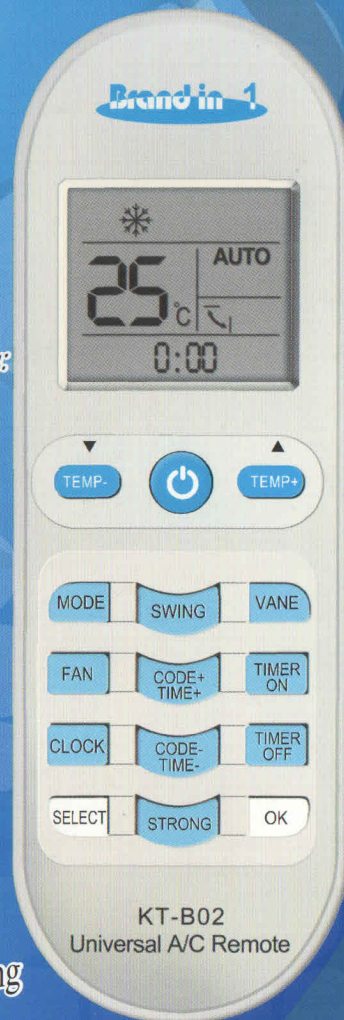 Brand in 1
AUTO
25°C
0:00
TEMP- TEMP+
MODE SWING VANE
FAN CODE+ TIME+ TIMER ON
CLOCK CODE- TIME- TIMER OFF
SELECT STRONG OK
KT-B02
Universal A/C Remote